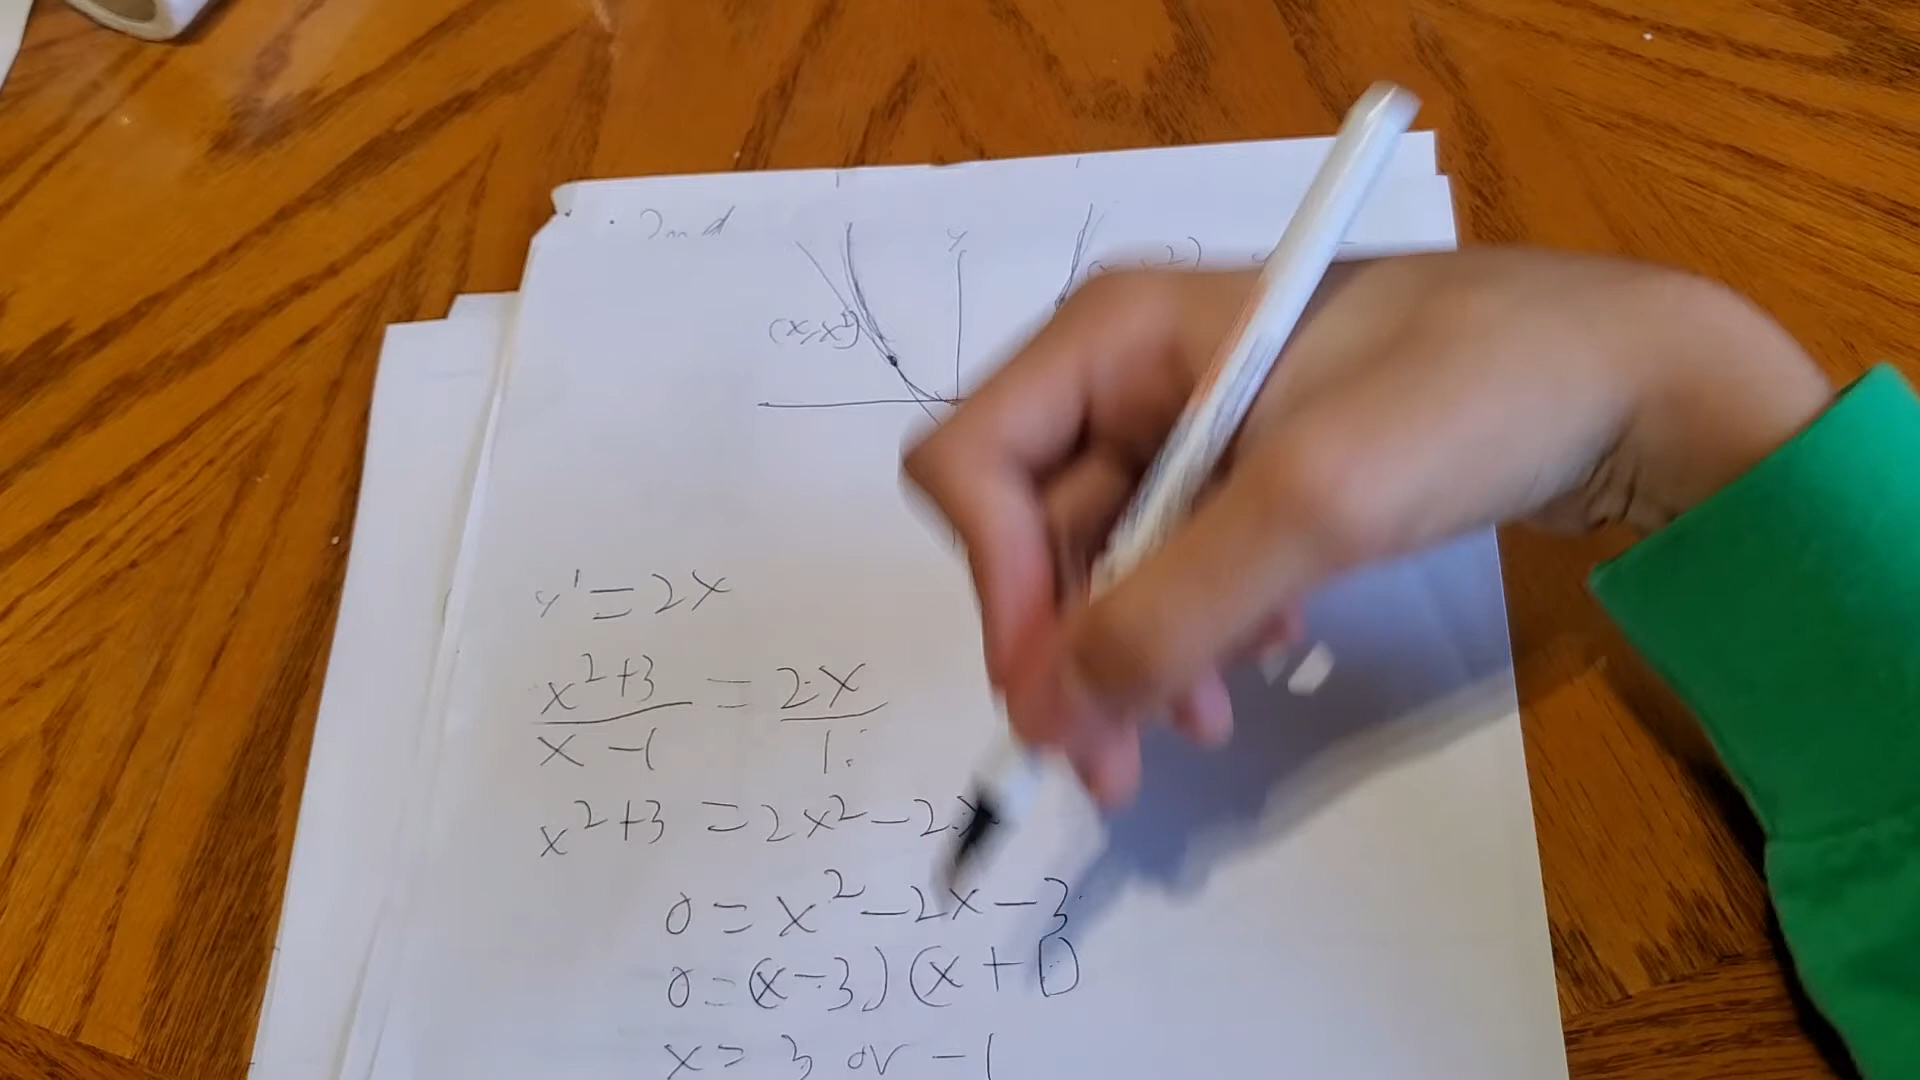 y
(x,x²)
y' = 2x
x²+3 / x-1 = 2x / 1
x²+3 = 2x²-2x
0 = x²-2x-3
0 = (x-3)(x+1)
x = 3 or -1